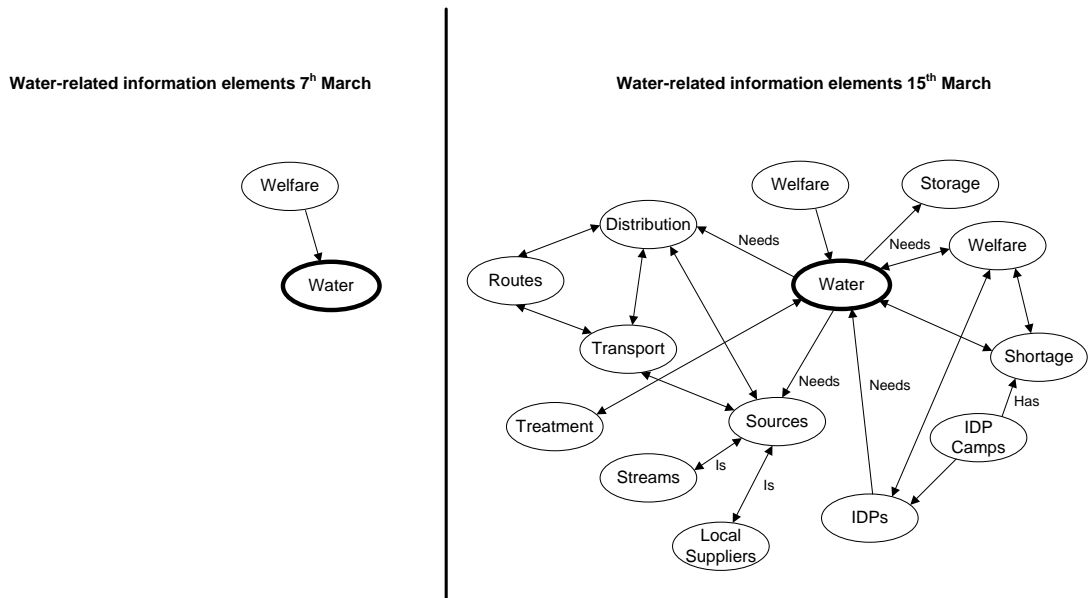 Water-related information elements 7h March
Welfare
Water
Water-related information elements 15th March
Welfare
Storage
Distribution
Needs
Needs
Welfare
Routes
Water
Transport
Shortage
Needs
Needs
Has
Treatment
Sources
IDP
Camps
Streams
Is
Is
IDPs
Local
Suppliers